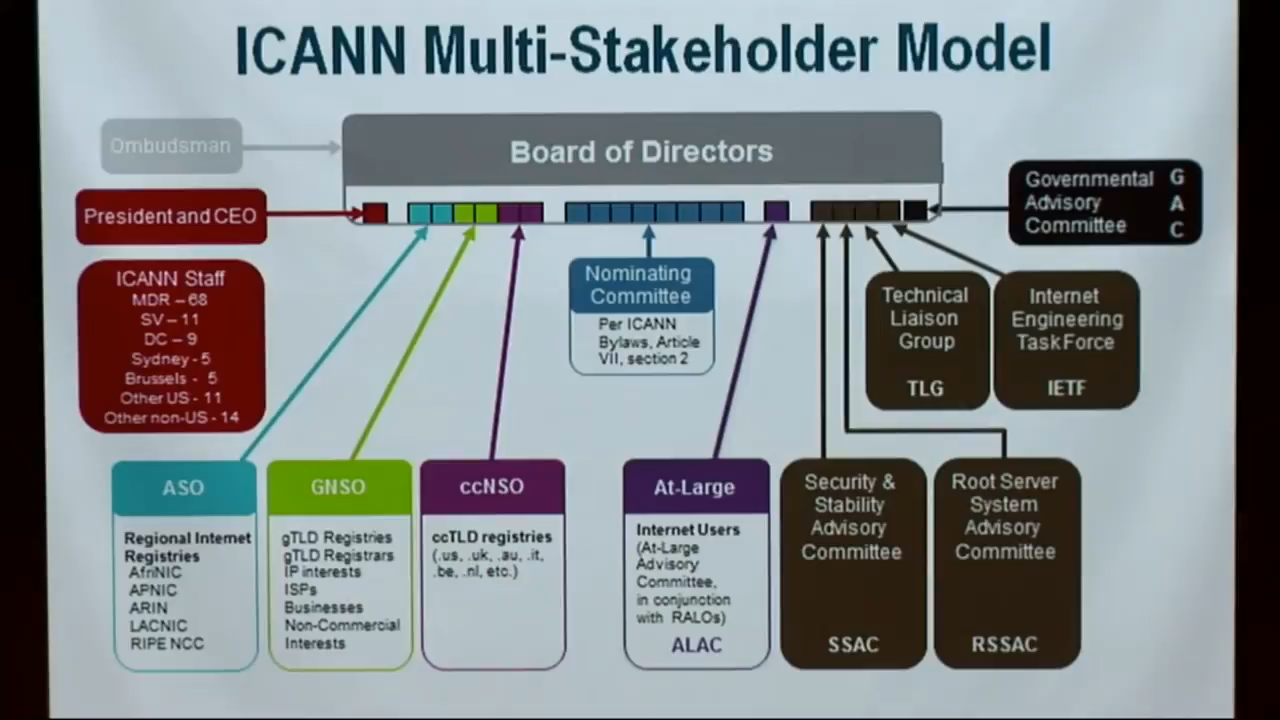 ICANN Multi-Stakeholder Model
Ombudsman
Board of Directors
President and CEO
Governmental
Advisory
Committee
G
A
C
ICANN Staff
MDR – 68
SV – 11
DC – 9
Sydney - 5
Brussels - 5
Other US - 11
Other non-US - 14
Nominating
Committee
Per ICANN
Bylaws, Article
VII, section 2
Technical
Liaison
Group
TLG
Internet
Engineering
Task Force
IETF
ASO
Regional Internet
Registries
AfriNIC
APNIC
ARIN
LACNIC
RIPE NCC
GNSO
gTLD Registries
gTLD Registrars
IP interests
ISPs
Businesses
Non-Commercial
Interests
ccNSO
ccTLD registries
(.us, .uk, .au, .it,
.be, .nl, etc.)
At-Large
Internet Users
(At-Large
Advisory
Committee,
in conjunction
with RALOs)
ALAC
Security &
Stability
Advisory
Committee
SSAC
Root Server
System
Advisory
Committee
RSSAC